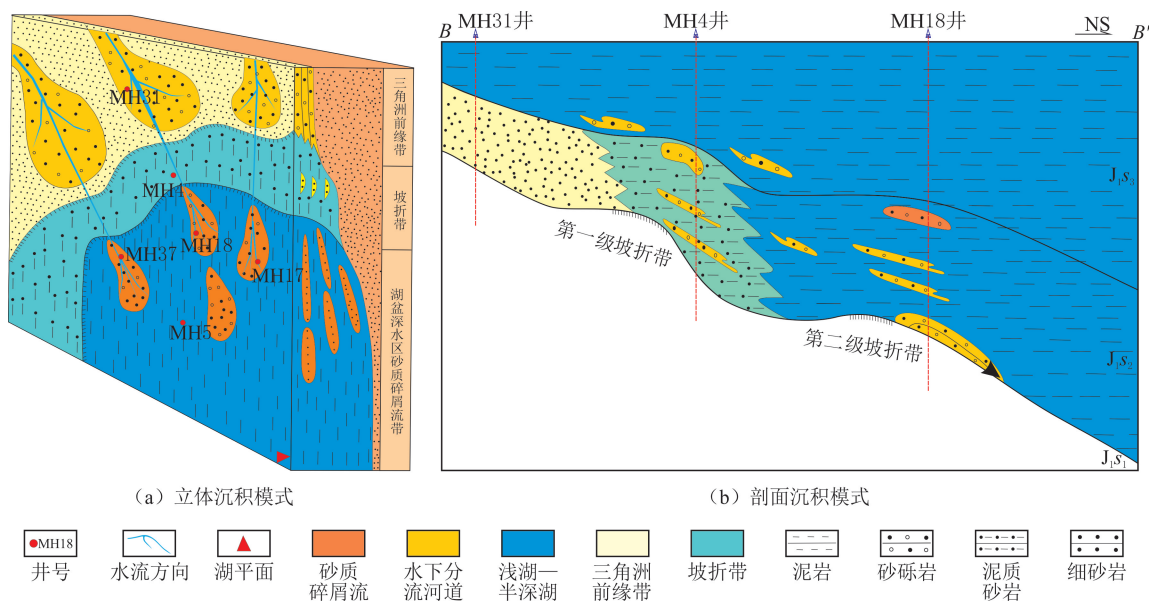 MH31
MH4
MH18
MH37
MH17
MH5
三角洲前缘带
坡折带
湖盆深水区砂质碎屑流带
(a) 立体沉积模式
B
MH31井
MH4井
MH18井
NS
B′
J₁s₃
第一级坡折带
第二级坡折带
J₁s₂
J₁s₁
(b) 剖面沉积模式
MH18
井号
水流方向
湖平面
砂质
碎屑流
水下分
流河道
浅湖—
半深湖
三角洲
前缘带
坡折带
泥岩
砂砾岩
泥质
砂岩
细砂岩